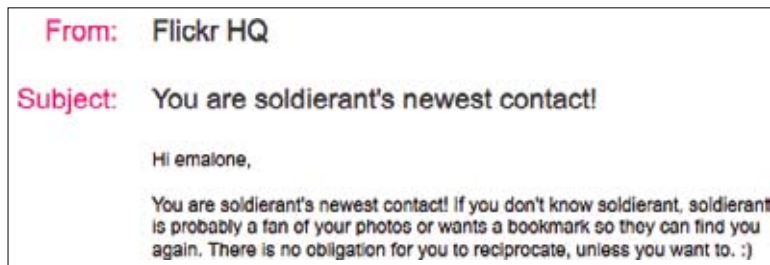 From: Flickr HQ
Subject: You are soldierant's newest contact!
Hi emalone,
You are soldierant's newest contact! If you don't know soldierant, soldierant
is probably a fan of your photos or wants a bookmark so they can find you
again. There is no obligation for you to reciprocate, unless you want to. :)